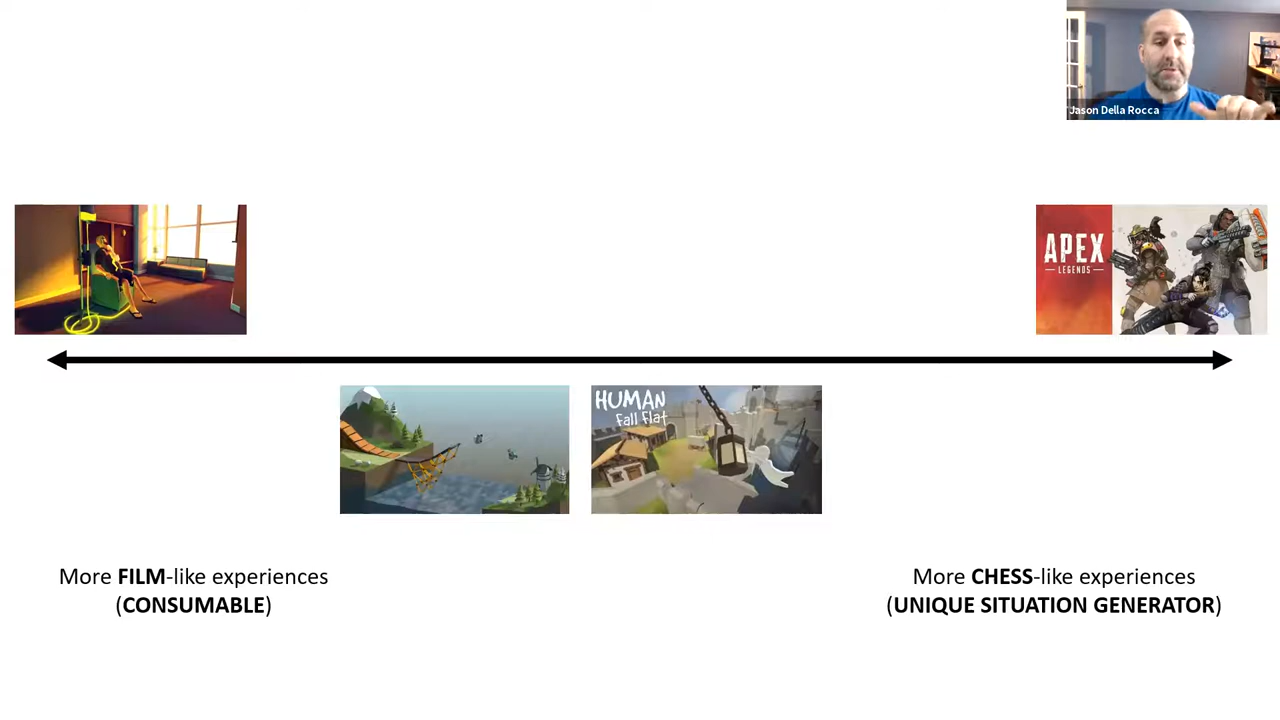 Jason Della Rocca
APEX
LEGENDS
HUMAN
fall flat
More FILM-like experiences
(CONSUMABLE)
More CHESS-like experiences
(UNIQUE SITUATION GENERATOR)